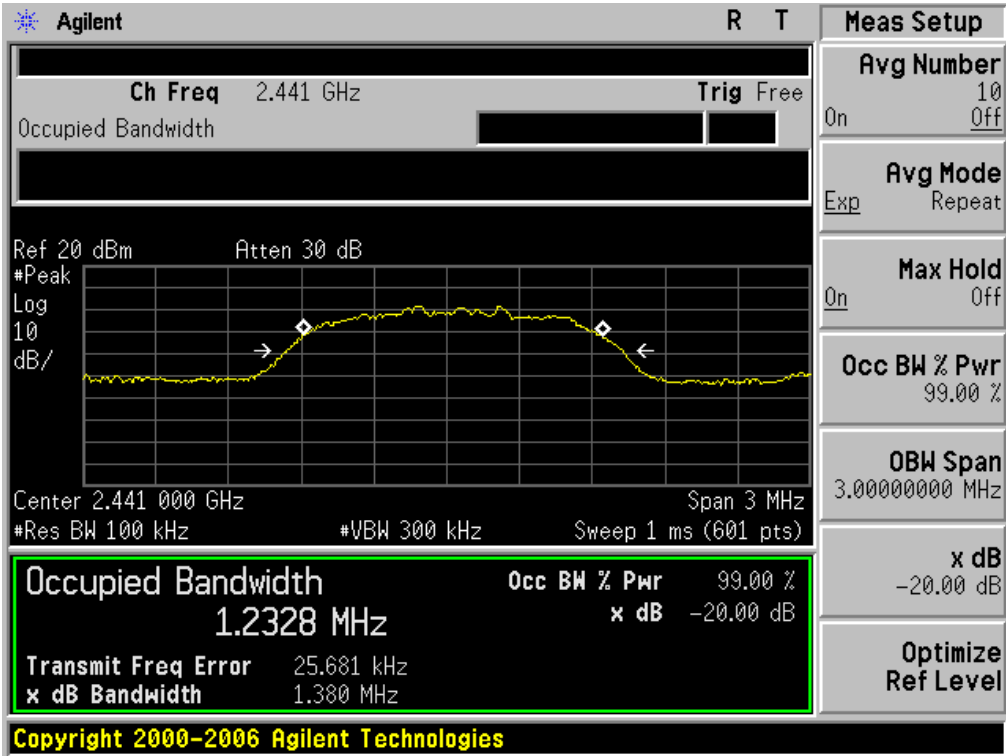 Agilent R T
Ch Freq 2.441 GHz Trig Free
Occupied Bandwidth
Ref 20 dBm Atten 30 dB
#Peak
Log
10
dB/
Center 2.441 000 GHz Span 3 MHz
#Res BW 100 kHz #VBW 300 kHz Sweep 1 ms (601 pts)
Occupied Bandwidth Occ BW % Pwr 99.00 %
1.2328 MHz x dB -20.00 dB
Transmit Freq Error 25.681 kHz
x dB Bandwidth 1.380 MHz
Copyright 2000-2006 Agilent Technologies
Meas Setup
Avg Number
10
On Off
Avg Mode
Exp Repeat
Max Hold
On Off
Occ BW % Pwr
99.00 %
OBW Span
3.00000000 MHz
x dB
-20.00 dB
Optimize
Ref Level